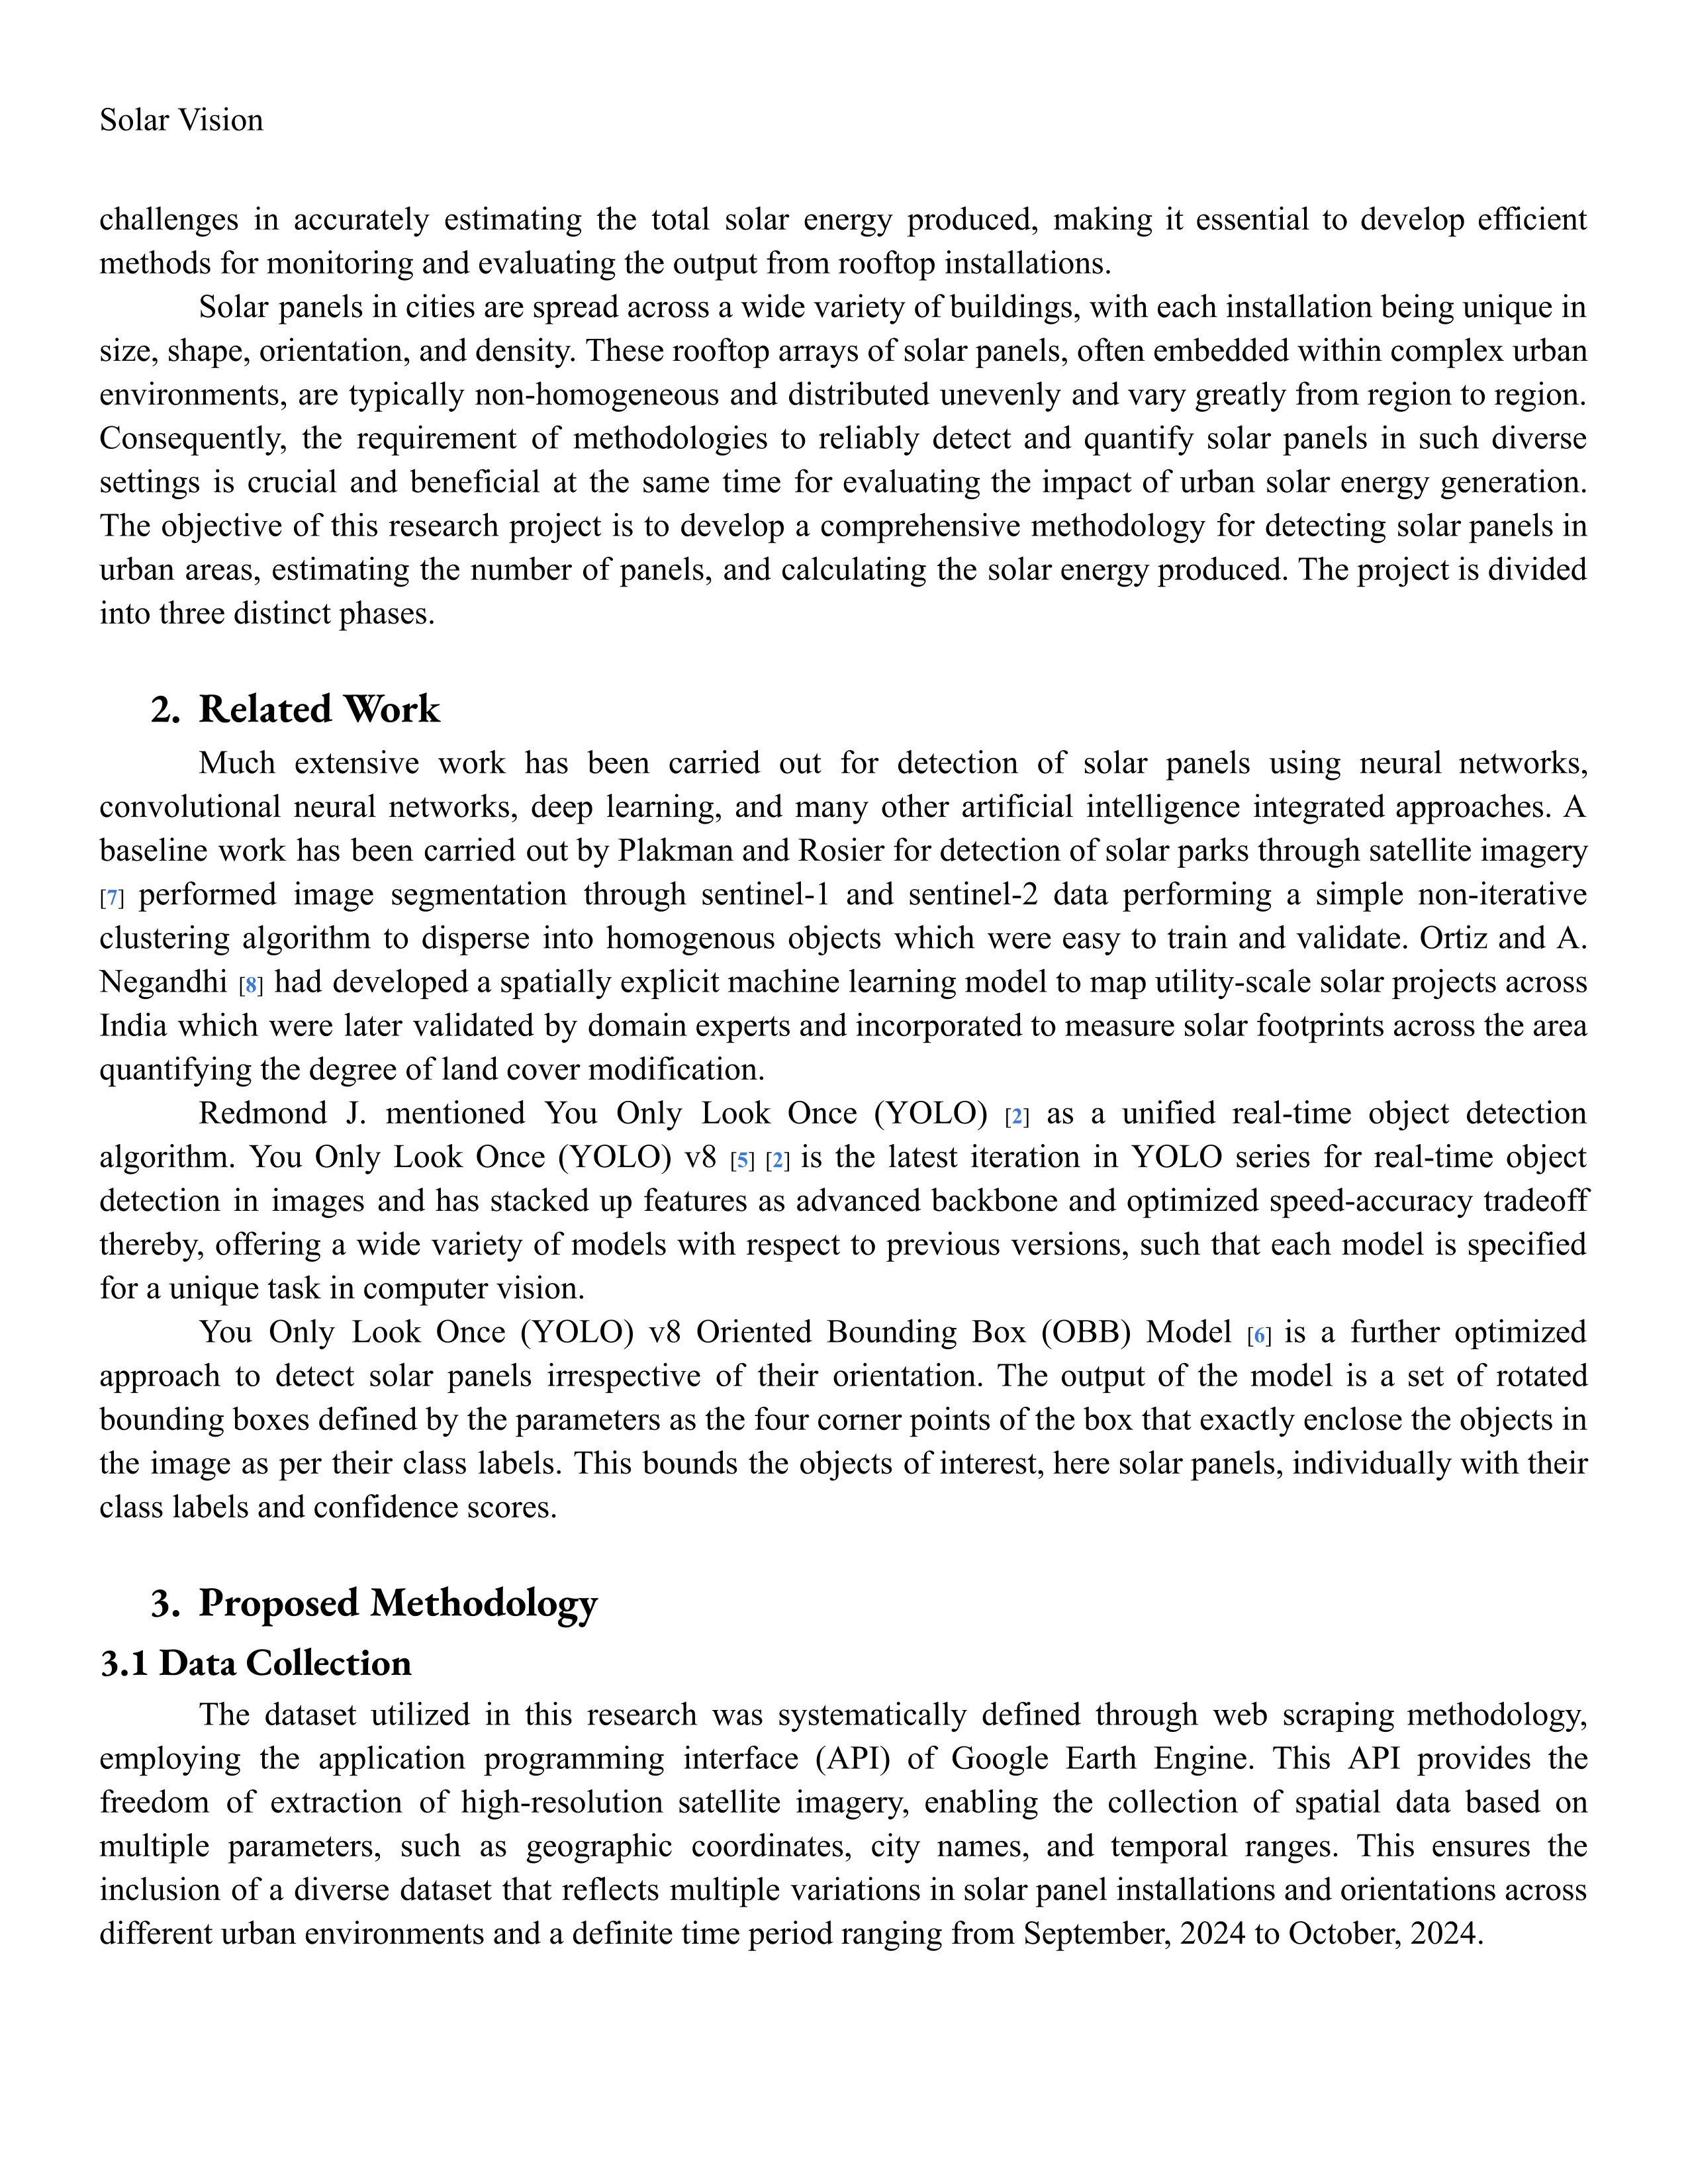 Solar Vision
challenges in accurately estimating the total solar energy produced, making it essential to develop efficient
methods for monitoring and evaluating the output from rooftop installations.
Solar panels in cities are spread across a wide variety of buildings, with each installation being unique in
size, shape, orientation, and density. These rooftop arrays of solar panels, often embedded within complex urban
environments, are typically non-homogeneous and distributed unevenly and vary greatly from region to region.
Consequently, the requirement of methodologies to reliably detect and quantify solar panels in such diverse
settings is crucial and beneficial at the same time for evaluating the impact of urban solar energy generation.
The objective of this research project is to develop a comprehensive methodology for detecting solar panels in
urban areas, estimating the number of panels, and calculating the solar energy produced. The project is divided
into three distinct phases.
2. Related Work
Much extensive work has been carried out for detection of solar panels using neural networks,
convolutional neural networks, deep learning, and many other artificial intelligence integrated approaches. A
baseline work has been carried out by Plakman and Rosier for detection of solar parks through satellite imagery
[7] performed image segmentation through sentinel-1 and sentinel-2 data performing a simple non-iterative
clustering algorithm to disperse into homogenous objects which were easy to train and validate. Ortiz and A.
Negandhi [8] had developed a spatially explicit machine learning model to map utility-scale solar projects across
India which were later validated by domain experts and incorporated to measure solar footprints across the area
quantifying the degree of land cover modification.
Redmond J. mentioned You Only Look Once (YOLO) [2] as a unified real-time object detection
algorithm. You Only Look Once (YOLO) v8 [5] [2] is the latest iteration in YOLO series for real-time object
detection in images and has stacked up features as advanced backbone and optimized speed-accuracy tradeoff
thereby, offering a wide variety of models with respect to previous versions, such that each model is specified
for a unique task in computer vision.
You Only Look Once (YOLO) v8 Oriented Bounding Box (OBB) Model [6] is a further optimized
approach to detect solar panels irrespective of their orientation. The output of the model is a set of rotated
bounding boxes defined by the parameters as the four corner points of the box that exactly enclose the objects in
the image as per their class labels. This bounds the objects of interest, here solar panels, individually with their
class labels and confidence scores.
3. Proposed Methodology
3.1 Data Collection
The dataset utilized in this research was systematically defined through web scraping methodology,
employing the application programming interface (API) of Google Earth Engine. This API provides the
freedom of extraction of high-resolution satellite imagery, enabling the collection of spatial data based on
multiple parameters, such as geographic coordinates, city names, and temporal ranges. This ensures the
inclusion of a diverse dataset that reflects multiple variations in solar panel installations and orientations across
different urban environments and a definite time period ranging from September, 2024 to October, 2024.